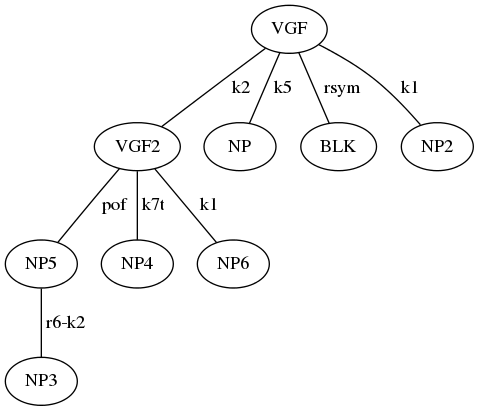 VGF
k2 k5 rsym k1
VGF2 NP BLK NP2
pof k7t k1
NP5 NP4 NP6
r6-k2
NP3